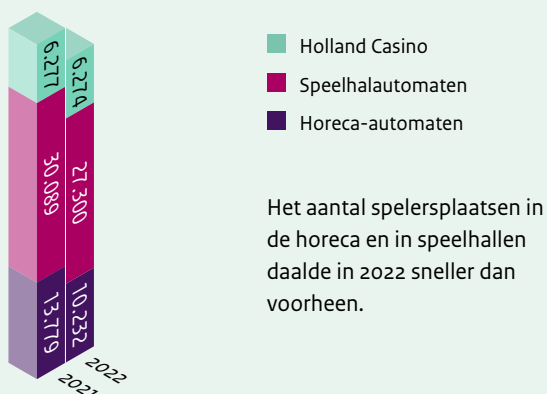 6.277
6.274
30.089
27.300
13.779
10.232
2021
2022
Holland Casino
Speelhalautomaten
Horeca-automaten
Het aantal spelersplaatsen in
de horeca en in speelhallen
daalde in 2022 sneller dan
voorheen.